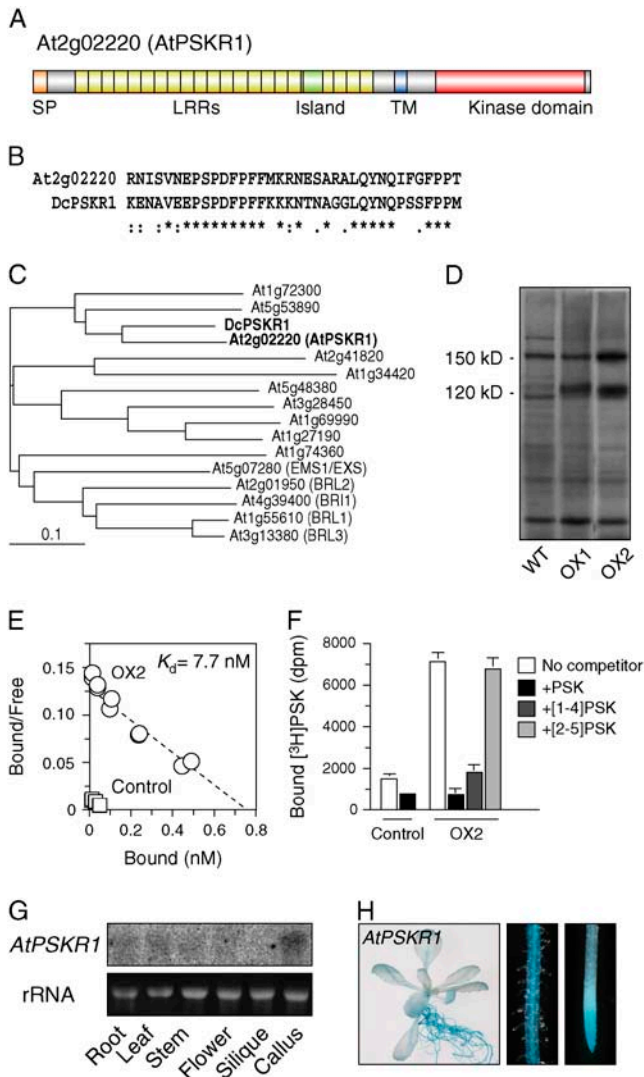 A
At2g02220 (AtPSKR1)
SP LRRs Island TM Kinase domain
B
At2g02220 RNISVNEPSPDFPFFMKRNESARALQYNQIFGFPPT
DcPSKR1 KENAVEEPSPDFPFFKKKNTNAGGLQYNQPSSFPPM
:: :*:********* *:* .* .***** .***
C
At1g72300
At5g53890
DcPSKR1
At2g02220 (AtPSKR1)
At2g41820
At1g34420
At5g48380
At3g28450
At1g69990
At1g27190
At1g74360
At5g07280 (EMS1/EXS)
At2g01950 (BRL2)
At4g39400 (BRI1)
At1g55610 (BRL1)
At3g13380 (BRL3)
0.1
D
150 kD -
120 kD -
WT OX1 OX2
E
Kd= 7.7 nM
OX2
Control
Bound/Free
0.15
0.10
0.05
0
0 0.2 0.4 0.6 0.8
Bound (nM)
F
Bound [³H]PSK (dpm)
8000
6000
4000
2000
0
Control OX2
No competitor
+PSK
+[1-4]PSK
+[2-5]PSK
G
AtPSKR1
rRNA
Root Leaf Stem Flower Silique Callus
H
AtPSKR1